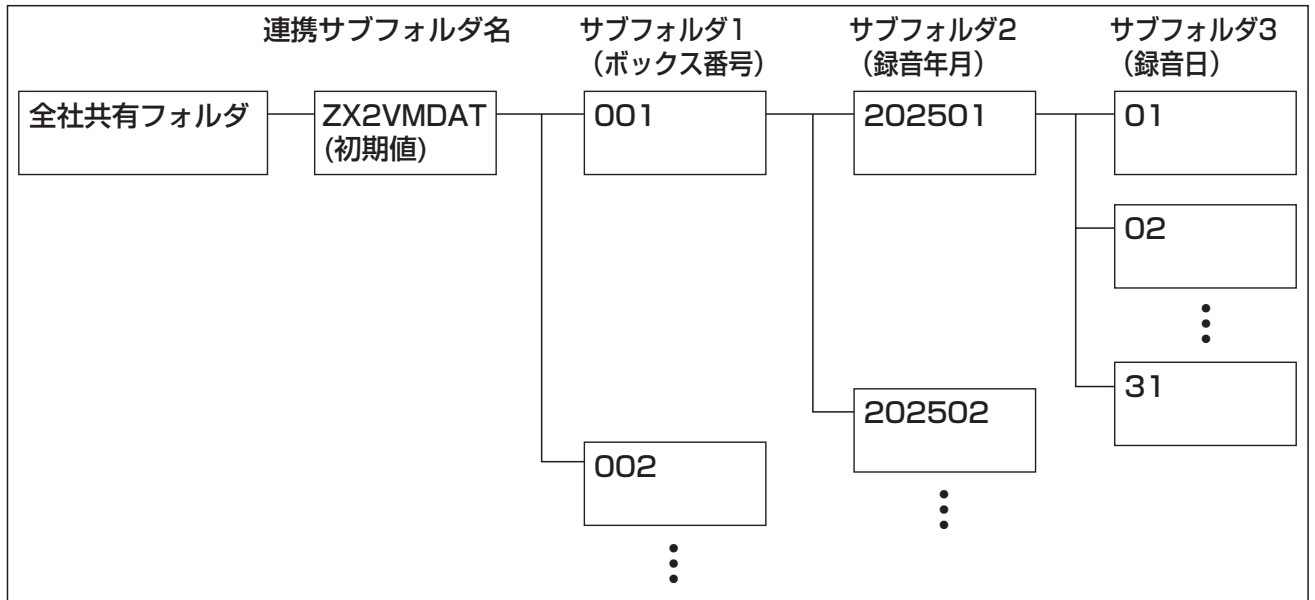 連携サブフォルダ名
サブフォルダ1
（ボックス番号）
サブフォルダ2
（録音年月）
サブフォルダ3
（録音日）
全社共有フォルダ
ZX2VMDAT
(初期値)
001
202501
01
02
31
202502
002